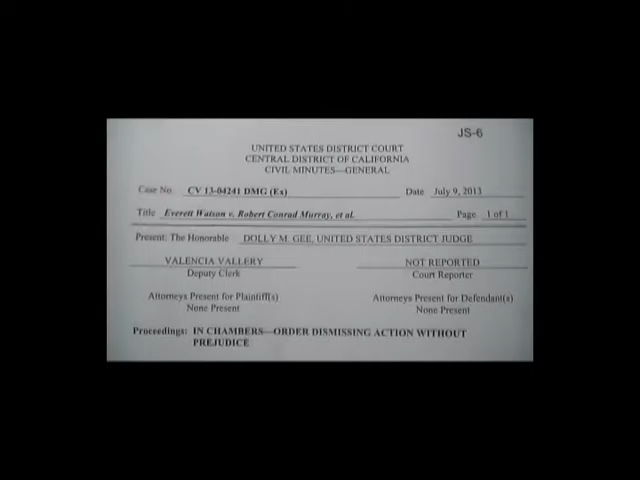 JS-6
UNITED STATES DISTRICT COURT
CENTRAL DISTRICT OF CALIFORNIA
CIVIL MINUTES—GENERAL
Case No. CV 13-04241 DMG (Ex) Date July 9, 2013
Title Everett Watson v. Robert Conrad Murray, et al. Page 1 of 1
Present: The Honorable DOLLY M. GEE, UNITED STATES DISTRICT JUDGE
VALENCIA VALLERY NOT REPORTED
Deputy Clerk Court Reporter
Attorneys Present for Plaintiff(s) Attorneys Present for Defendant(s)
None Present None Present
Proceedings: IN CHAMBERS—ORDER DISMISSING ACTION WITHOUT
PREJUDICE